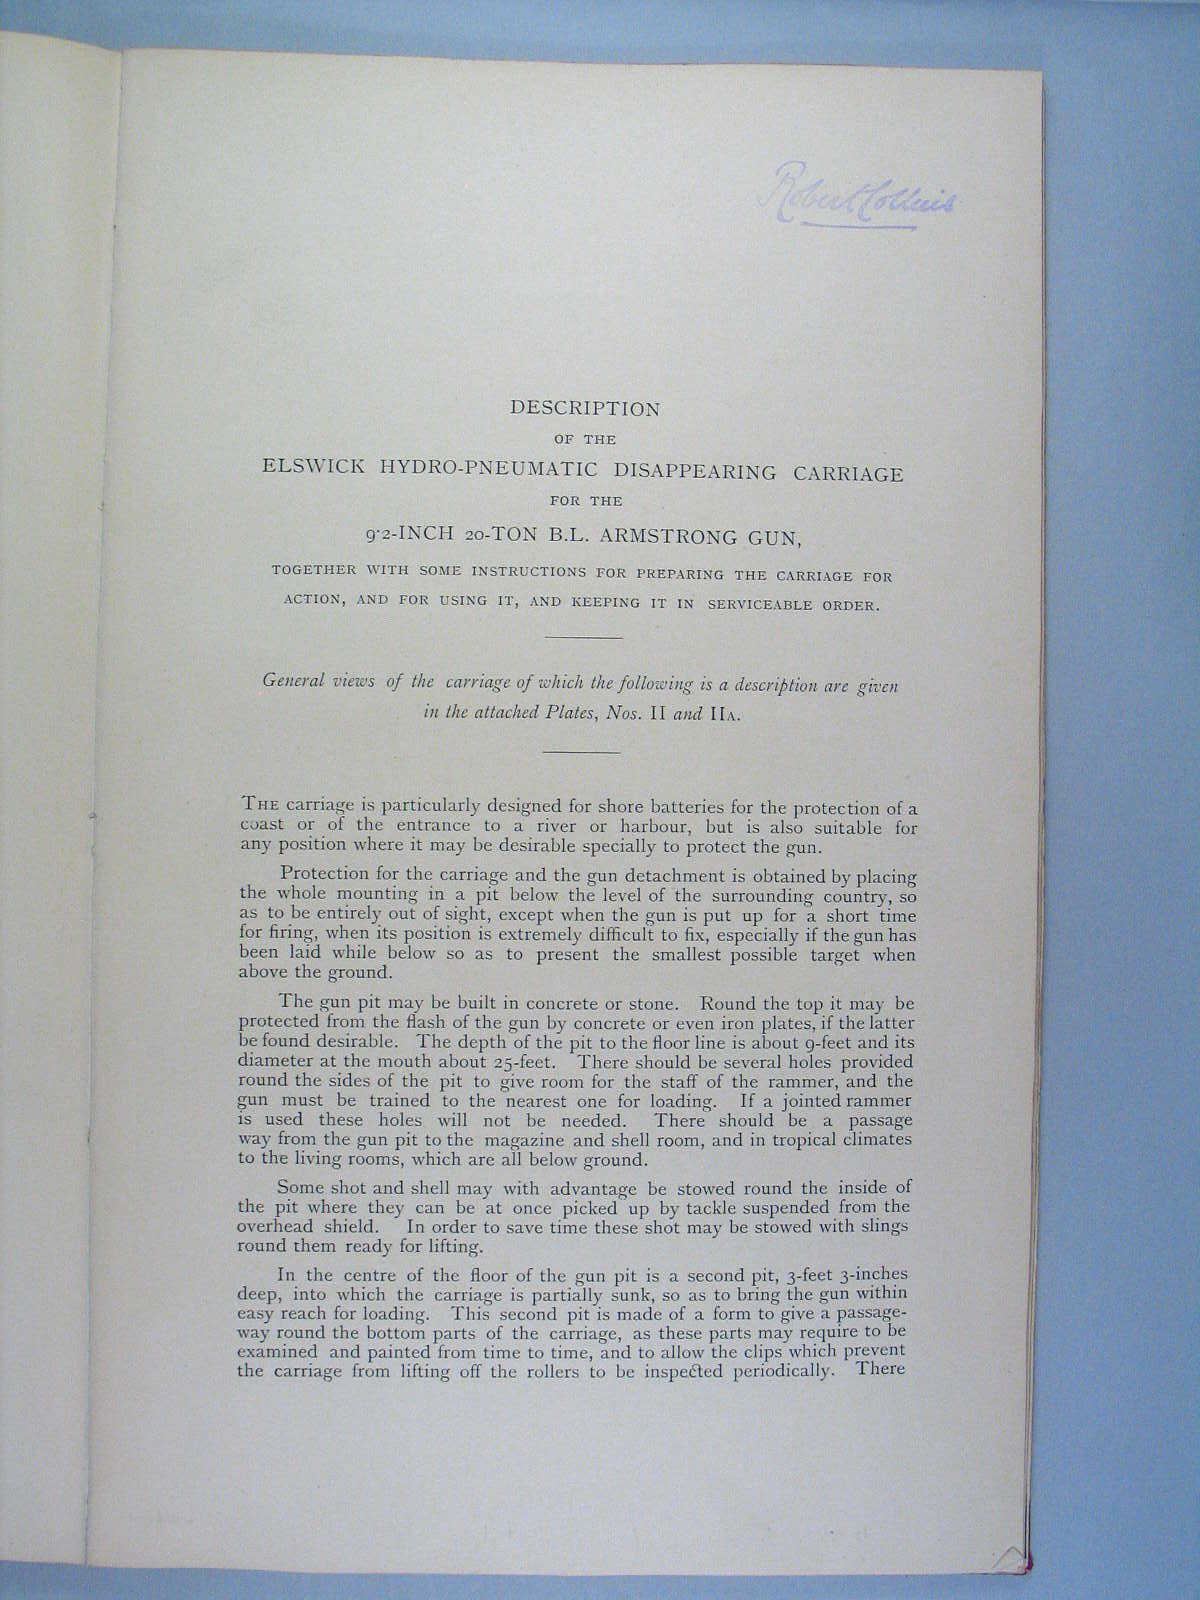 Robert Collins
DESCRIPTION
OF THE
ELSWICK HYDRO-PNEUMATIC DISAPPEARING CARRIAGE
FOR THE
9·2-INCH 20-TON B.L. ARMSTRONG GUN,
TOGETHER WITH SOME INSTRUCTIONS FOR PREPARING THE CARRIAGE FOR
ACTION, AND FOR USING IT, AND KEEPING IT IN SERVICEABLE ORDER.
General views of the carriage of which the following is a description are given
in the attached Plates, Nos. II and IIA.
THE carriage is particularly designed for shore batteries for the protection of a
coast or of the entrance to a river or harbour, but is also suitable for
any position where it may be desirable specially to protect the gun.
Protection for the carriage and the gun detachment is obtained by placing
the whole mounting in a pit below the level of the surrounding country, so
as to be entirely out of sight, except when the gun is put up for a short time
for firing, when its position is extremely difficult to fix, especially if the gun has
been laid while below so as to present the smallest possible target when
above the ground.
The gun pit may be built in concrete or stone. Round the top it may be
protected from the flash of the gun by concrete or even iron plates, if the latter
be found desirable. The depth of the pit to the floor line is about 9-feet and its
diameter at the mouth about 25-feet. There should be several holes provided
round the sides of the pit to give room for the staff of the rammer, and the
gun must be trained to the nearest one for loading. If a jointed rammer
is used these holes will not be needed. There should be a passage
way from the gun pit to the magazine and shell room, and in tropical climates
to the living rooms, which are all below ground.
Some shot and shell may with advantage be stowed round the inside of
the pit where they can be at once picked up by tackle suspended from the
overhead shield. In order to save time these shot may be stowed with slings
round them ready for lifting.
In the centre of the floor of the gun pit is a second pit, 3-feet 3-inches
deep, into which the carriage is partially sunk, so as to bring the gun within
easy reach for loading. This second pit is made of a form to give a passage-
way round the bottom parts of the carriage, as these parts may require to be
examined and painted from time to time, and to allow the clips which prevent
the carriage from lifting off the rollers to be inspected periodically. There